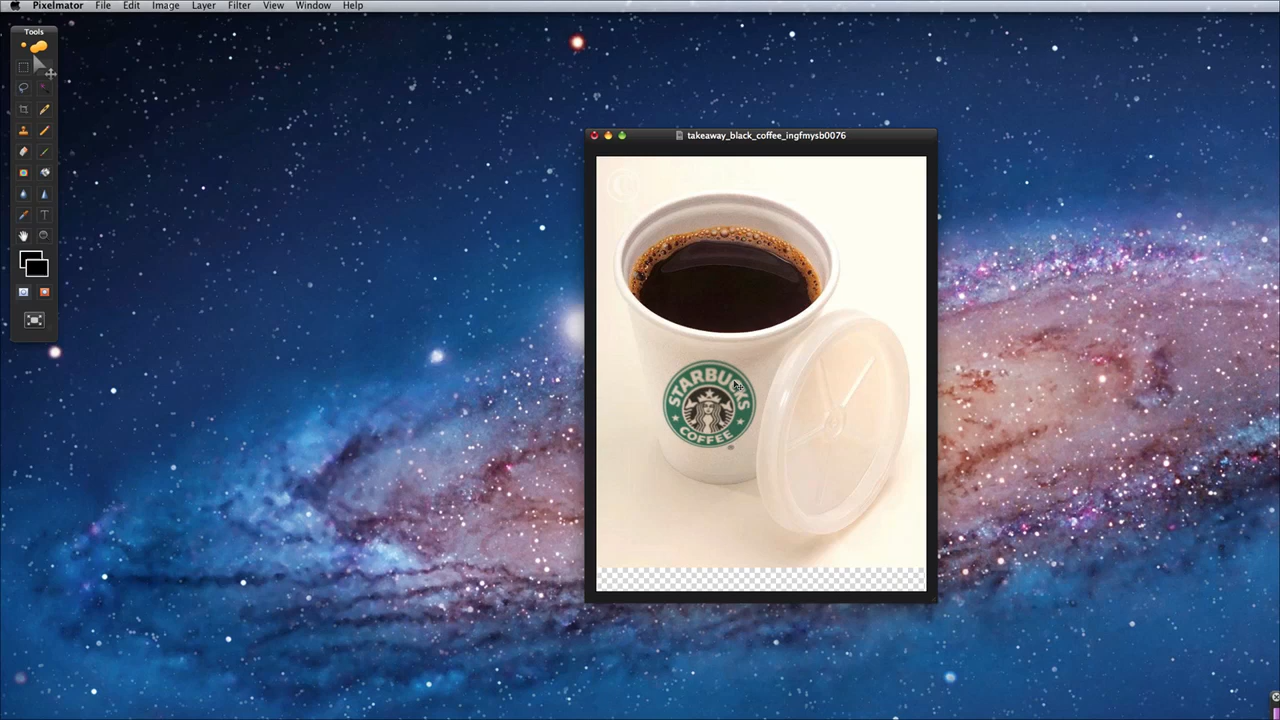 Pixelmator File Edit Image Layer Filter View Window Help
Tools
takeaway_black_coffee_ingfmysb0076
STARBUCKS
COFFEE